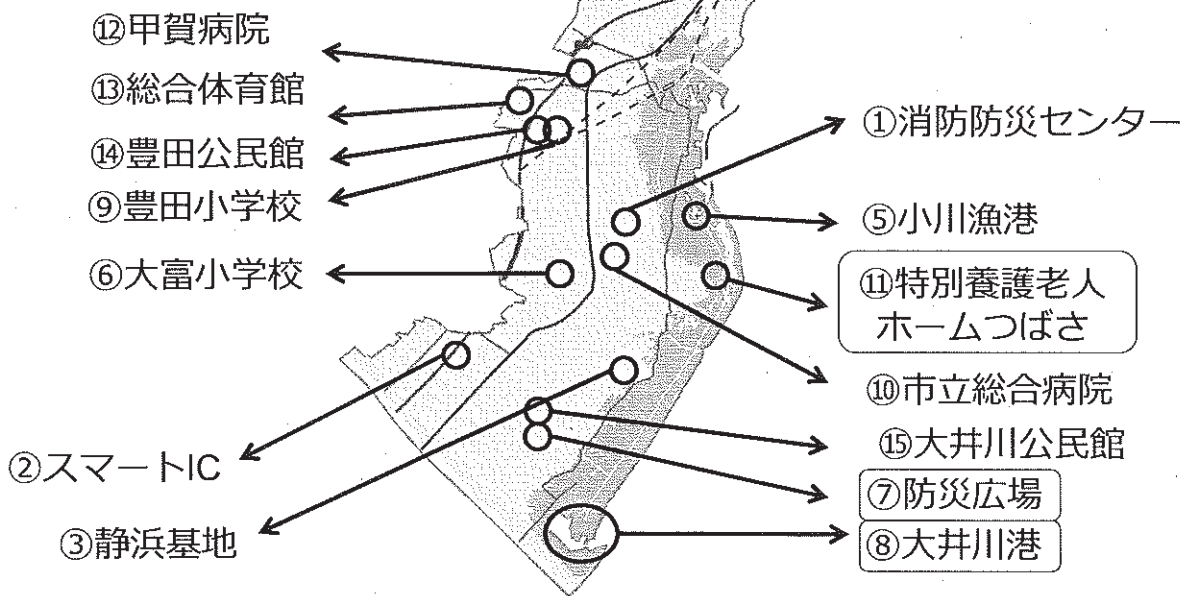 ⑫甲賀病院
⑬総合体育館
⑭豊田公民館
⑨豊田小学校
⑥大富小学校
②スマートIC
③静浜基地
①消防防災センター
⑤小川漁港
⑪特別養護老人
ホームつばさ
⑩市立総合病院
⑮大井川公民館
⑦防災広場
⑧大井川港